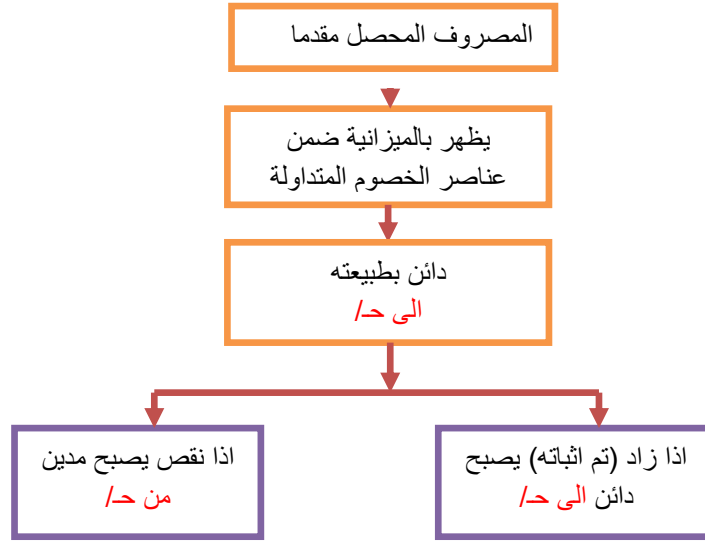 المصروف المحصل مقدما
يظهر بالميزانية ضمن
عناصر الخصوم المتداولة
دائن بطبيعته
الى حـ/
اذا زاد (تم اثباته) يصبح
دائن الى حـ/
اذا نقص يصبح مدين
من حـ/